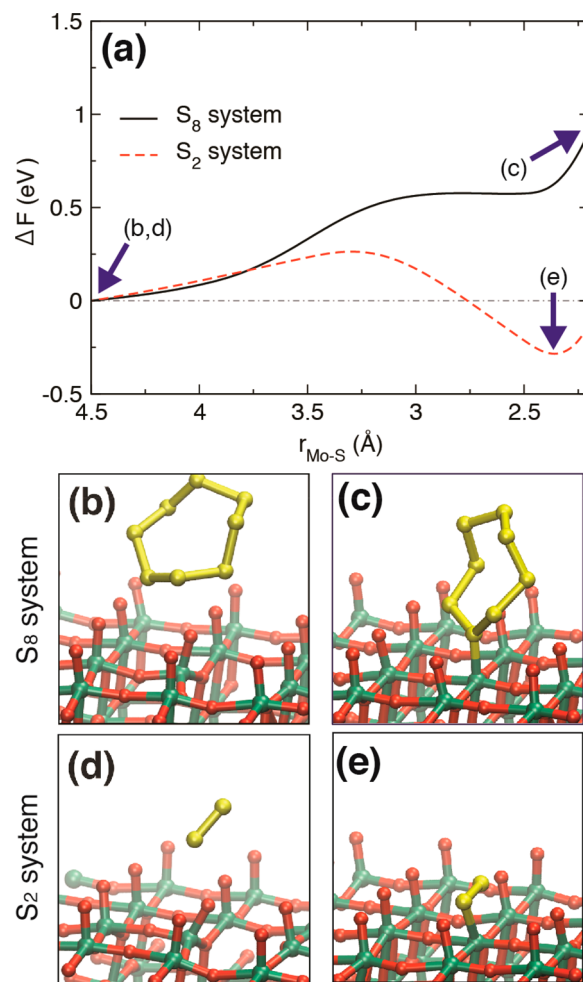 (a)
1.5
1
0.5
0
-0.5
ΔF (eV)
S8 system
S2 system
(b,d)
(c)
(e)
4.5 4 3.5 3 2.5
rMo-S (Å)
S8 system
(b) (c)
S2 system
(d) (e)